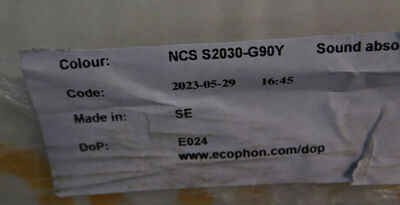 Colour: NCS S2030-G90Y Sound abso
Code: 2023-05-29 16:45
Made in: SE
DoP: E024
www.ecophon.com/dop